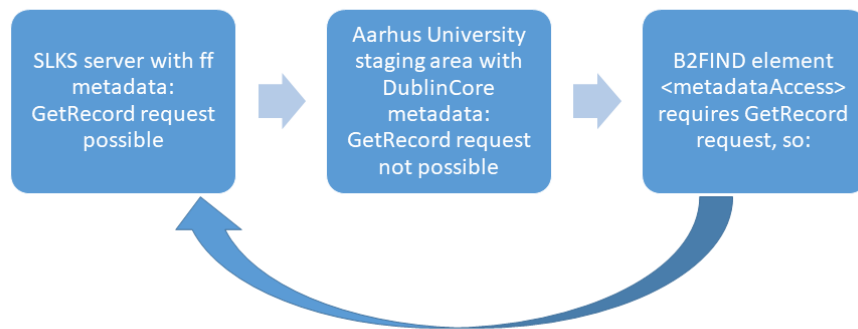 SLKS server with ff
metadata:
GetRecord request
possible
Aarhus University
staging area with
DublinCore
metadata:
GetRecord request
not possible
B2FIND element
<metadataAccess>
requires GetRecord
request, so: